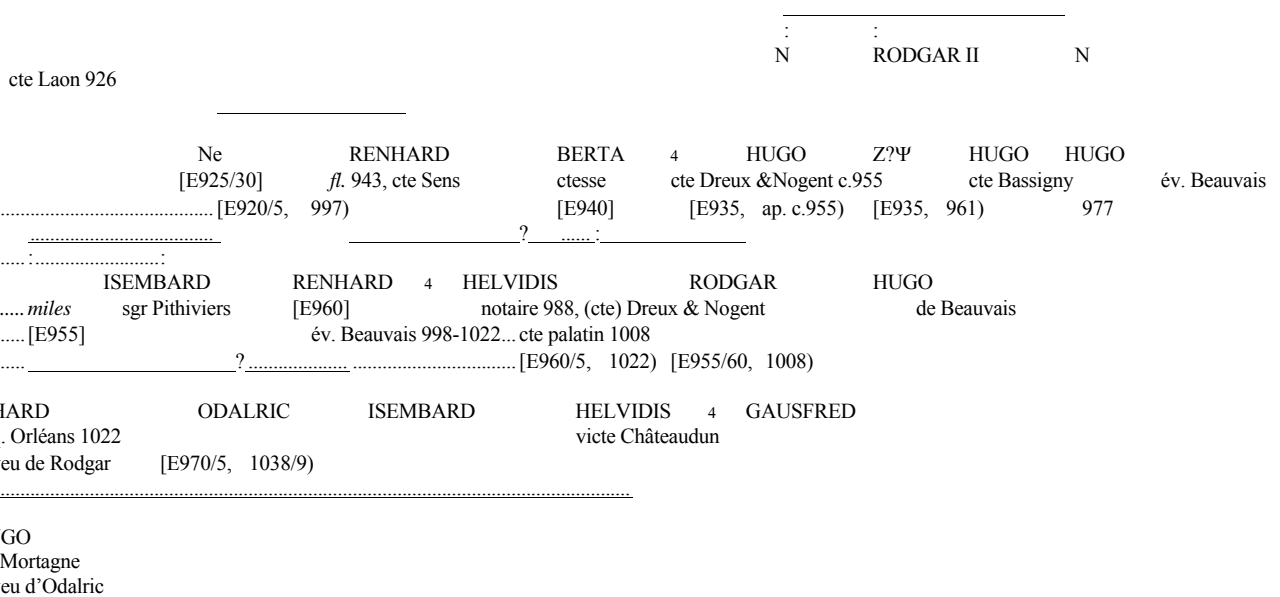 : :
N RODGAR II N
cte Laon 926
Ne RENHARD BERTA 4 HUGO Z?Ψ HUGO HUGO
[E925/30] fl. 943, cte Sens ctesse cte Dreux &Nogent c.955 cte Bassigny év. Beauvais
.......................................... [E920/5, 997) [E940] [E935, ap. c.955) [E935, 961) 977
.................................... ? ...... :
..... :........................:
ISEMBARD RENHARD 4 HELVIDIS RODGAR HUGO
..... miles sgr Pithiviers [E960] notaire 988, (cte) Dreux & Nogent de Beauvais
..... [E955] év. Beauvais 998-1022... cte palatin 1008
..... ? .................... ................................ [E960/5, 1022) [E955/60, 1008)
HARD ODALRIC ISEMBARD HELVIDIS 4 GAUSFRED
. Orléans 1022 victe Châteaudun
eu de Rodgar [E970/5, 1038/9)
..............................................................................................................................
GO
Mortagne
eu d’Odalric